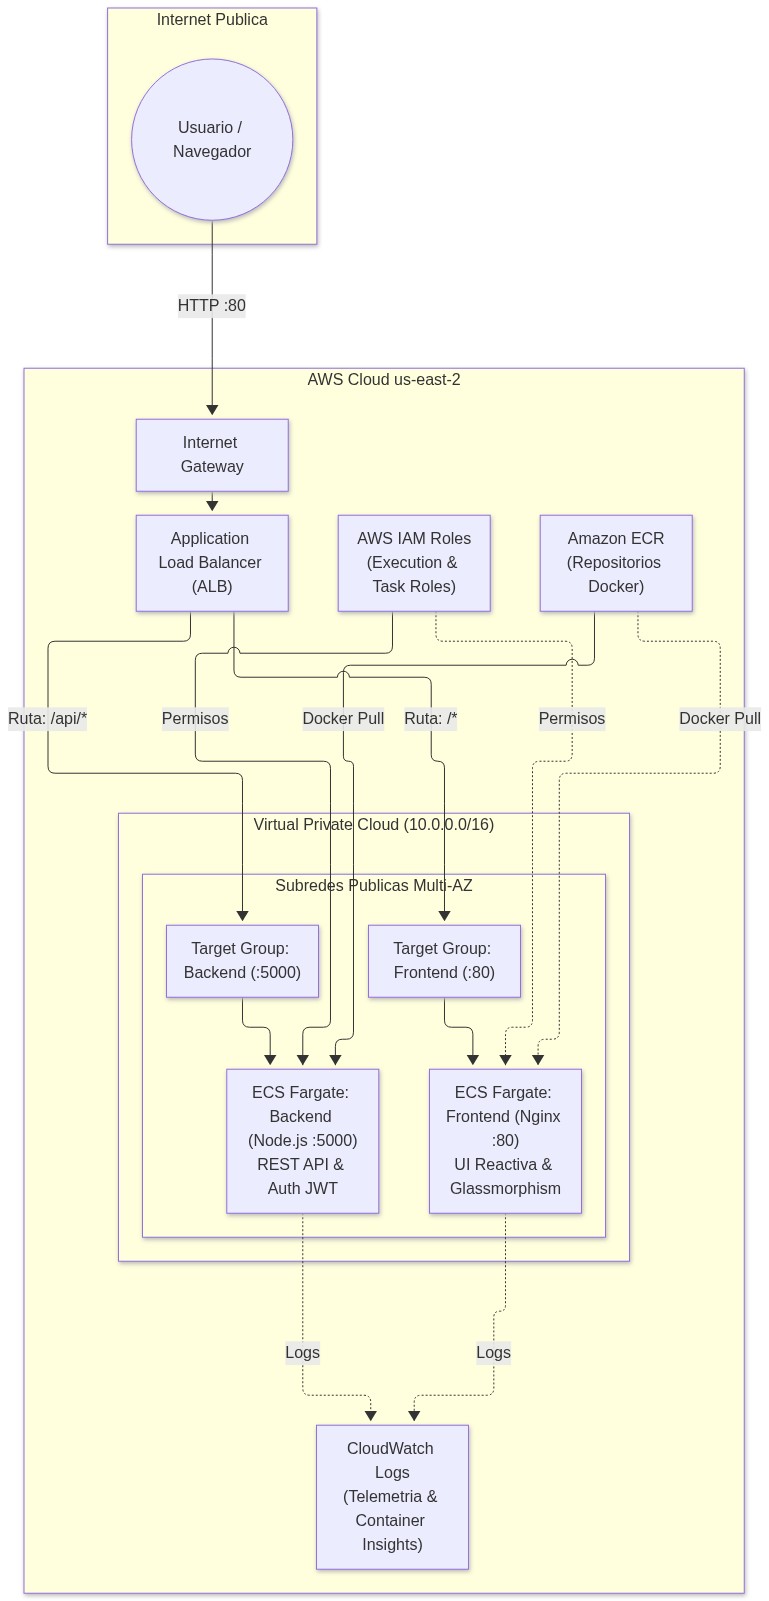 Internet Publica
Usuario /
Navegador
HTTP :80
AWS Cloud us-east-2
Internet
Gateway
Application
Load Balancer
(ALB)
AWS IAM Roles
(Execution &
Task Roles)
Amazon ECR
(Repositorios
Docker)
Ruta: /api/*
Permisos
Docker Pull
Ruta: /*
Permisos
Docker Pull
Virtual Private Cloud (10.0.0.0/16)
Subredes Publicas Multi-AZ
Target Group:
Backend (:5000)
Target Group:
Frontend (:80)
ECS Fargate:
Backend
(Node.js :5000)
REST API &
Auth JWT
ECS Fargate:
Frontend (Nginx
:80)
UI Reactiva &
Glassmorphism
Logs
Logs
CloudWatch
Logs
(Telemetria &
Container
Insights)